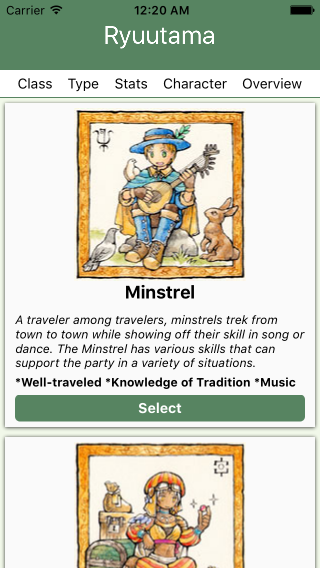 Carrier 12:20 AM
Ryuutama
Class Type Stats Character Overview
Minstrel
A traveler among travelers, minstrels trek from
town to town while showing off their skill in song or
dance. The Minstrel has various skills that can
support the party in a variety of situations.
*Well-traveled *Knowledge of Tradition *Music
Select